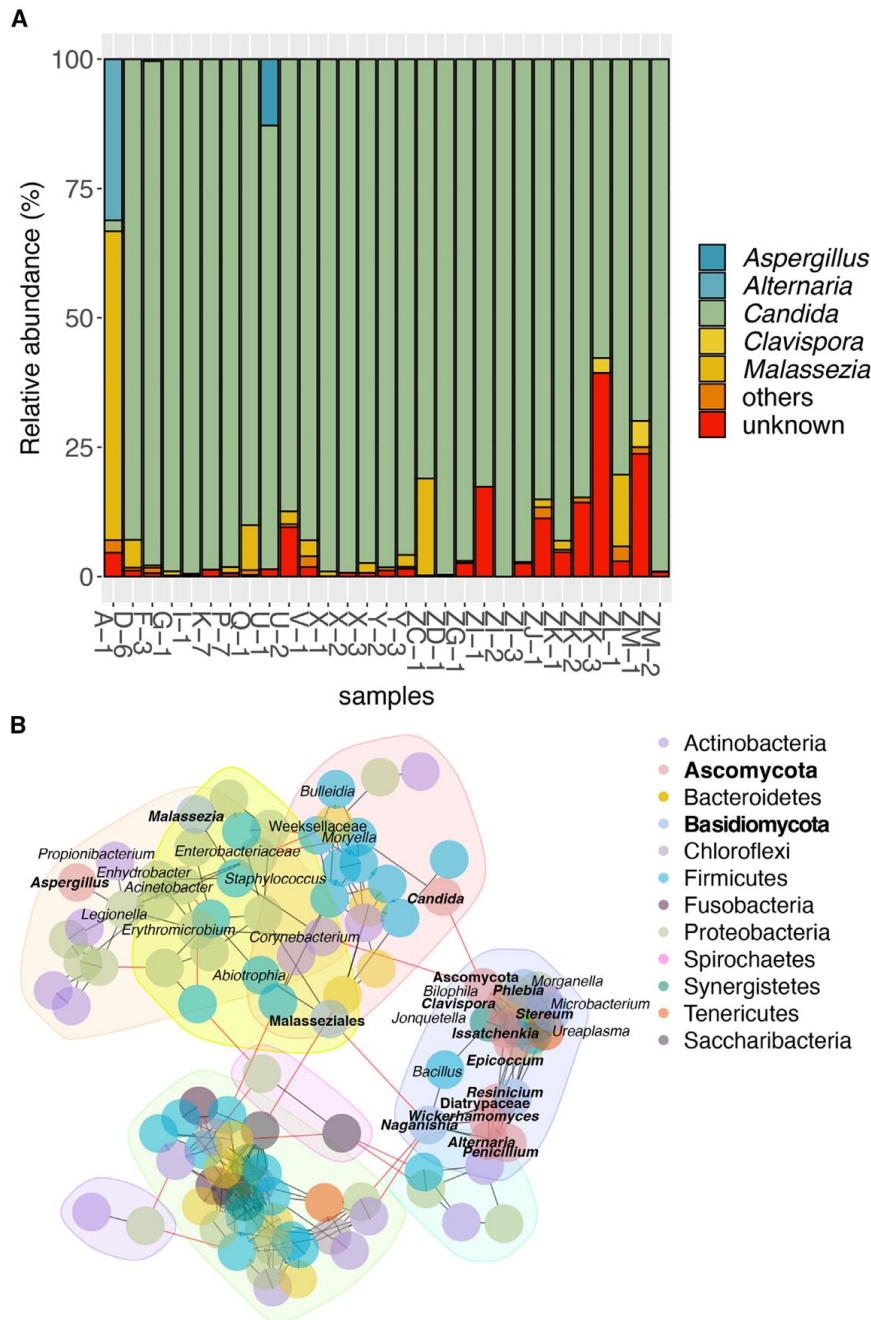 A
100
75
50
25
0
Relative abundance (%)
A−1
D−6
F−3
G−1
I−1
K−7
P−7
Q−1
U−1
U−2
V−1
X−1
X−2
X−3
Y−2
Y−3
ZC−1
ZD−1
ZG−1
ZI−1
ZI−2
ZI−3
ZJ−1
ZK−1
ZK−2
ZK−3
ZL−1
ZM−1
ZM−2
samples
Aspergillus
Alternaria
Candida
Clavispora
Malassezia
others
unknown
B
Bulleidia
Malassezia
Weeksellaceae
Moryella
Propionibacterium
Enterobacteriaceae
Enhydrobacter
Aspergillus
Acinetobacter
Staphylococcus
Candida
Legionella
Erythromicrobium
Corynebacterium
Abiotrophia
Malasseziales
Ascomycota
Morganella
Bilophila
Phlebia
Clavispora
Microbacterium
Jonquetella
Stereum
Issatchenkia
Ureaplasma
Epicoccum
Bacillus
Resinicium
Diatrypaceae
Wickerhamomyces
Naganishia
Alternaria
Penicillium
Actinobacteria
Ascomycota
Bacteroidetes
Basidiomycota
Chloroflexi
Firmicutes
Fusobacteria
Proteobacteria
Spirochaetes
Synergistetes
Tenericutes
Saccharibacteria